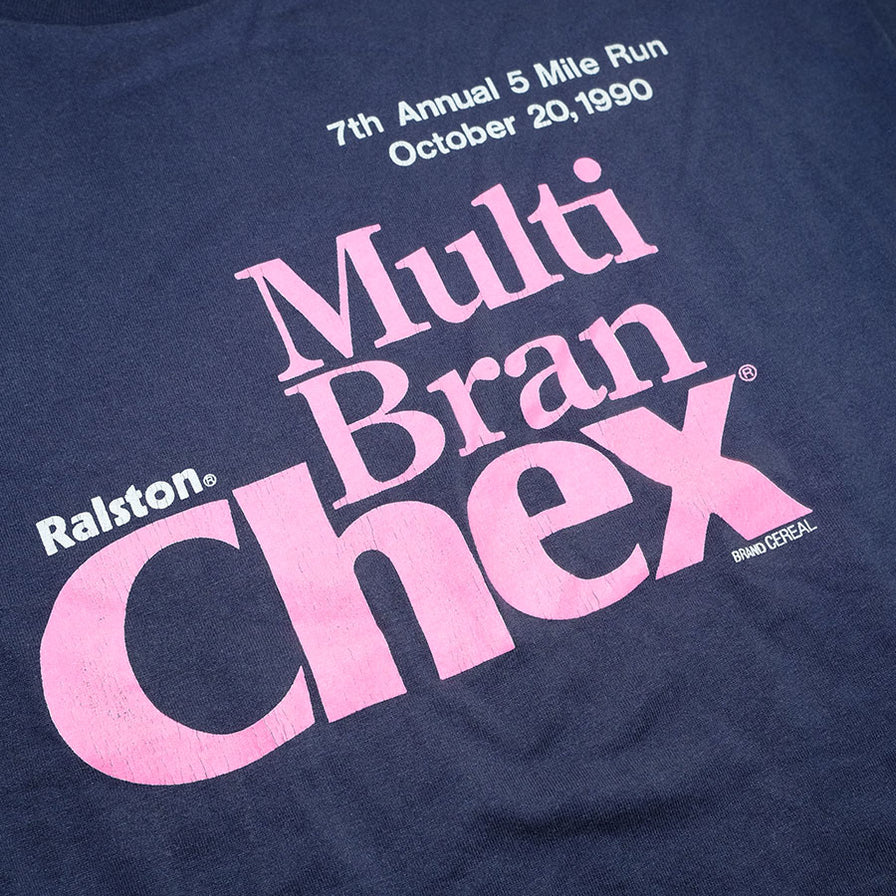 7th Annual 5 Mile Run
October 20, 1990
Multi
Bran
Ralston®
Chex®
BRAND CEREAL